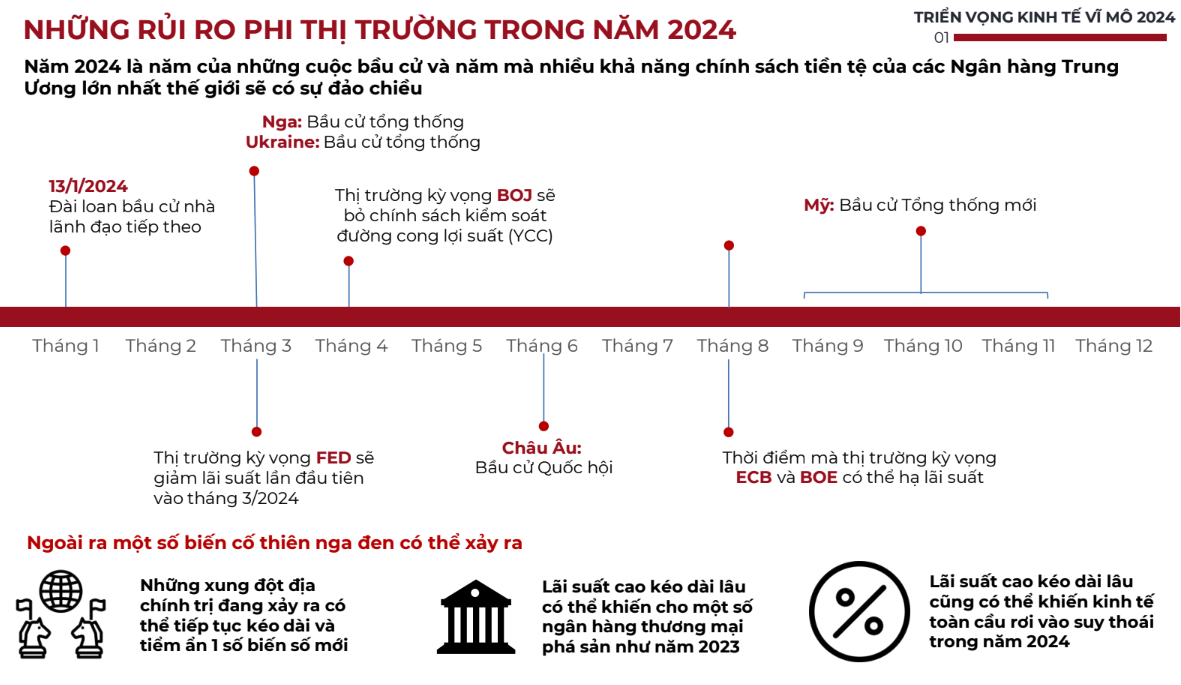 NHỮNG RỦI RO PHI THỊ TRƯỜNG TRONG NĂM 2024
TRIỂN VỌNG KINH TẾ VĨ MÔ 2024
01
Năm 2024 là năm của những cuộc bầu cử và năm mà nhiều khả năng chính sách tiền tệ của các Ngân hàng Trung
Ương lớn nhất thế giới sẽ có sự đảo chiều
Nga: Bầu cử tổng thống
Ukraine: Bầu cử tổng thống
13/1/2024
Đài loan bầu cử nhà
lãnh đạo tiếp theo
Thị trường kỳ vọng BOJ sẽ
bỏ chính sách kiểm soát
đường cong lợi suất (YCC)
Mỹ: Bầu cử Tổng thống mới
Tháng 1 Tháng 2 Tháng 3 Tháng 4 Tháng 5 Tháng 6 Tháng 7 Tháng 8 Tháng 9 Tháng 10 Tháng 11 Tháng 12
Thị trường kỳ vọng FED sẽ
giảm lãi suất lần đầu tiên
vào tháng 3/2024
Châu Âu:
Bầu cử Quốc hội
Thời điểm mà thị trường kỳ vọng
ECB và BOE có thể hạ lãi suất
Ngoài ra một số biến cố thiên nga đen có thể xảy ra
Những xung đột địa
chính trị đang xảy ra có
thể tiếp tục kéo dài và
tiềm ẩn 1 số biến số mới
Lãi suất cao kéo dài lâu
có thể khiến cho một số
ngân hàng thương mại
phá sản như năm 2023
Lãi suất cao kéo dài lâu
cũng có thể khiến kinh tế
toàn cầu rơi vào suy thoái
trong năm 2024